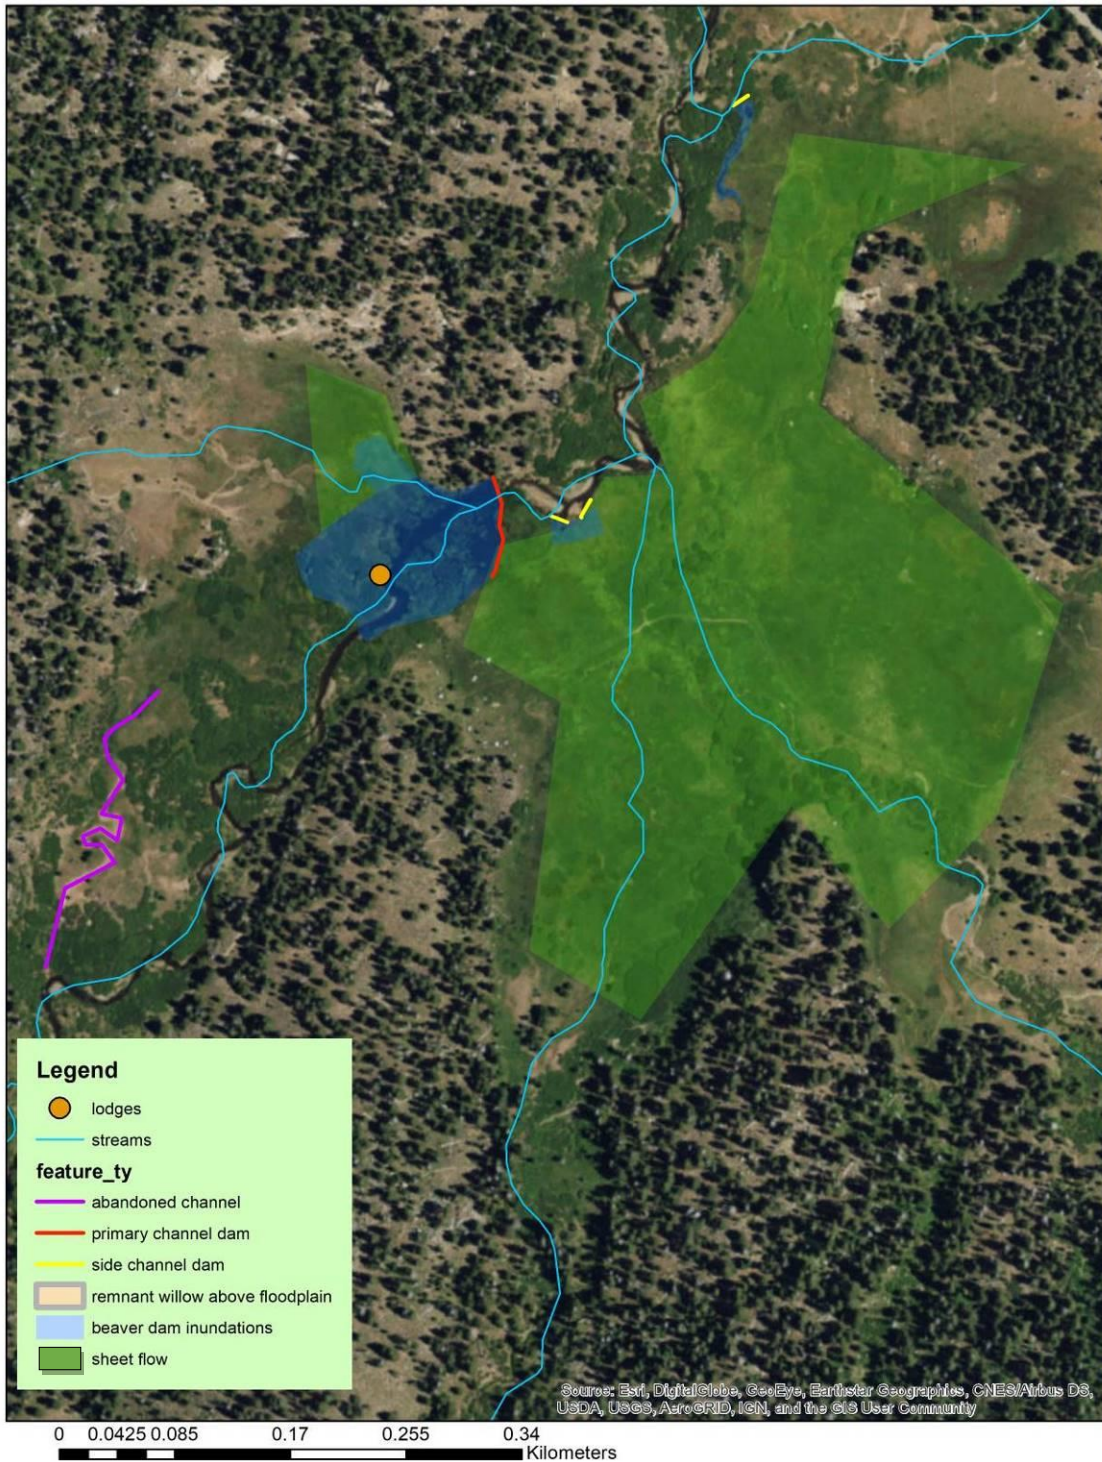 Legend
lodges
streams
feature_ty
abandoned channel
primary channel dam
side channel dam
remnant willow above floodplain
beaver dam inundations
sheet flow
Source: Esri, DigitalGlobe, GeoEye, Earthstar Geographics, CNES/Airbus DS,
USDA, USGS, AeroGRID, IGN, and the GIS User Community
0 0.0425 0.085 0.17 0.255 0.34
Kilometers